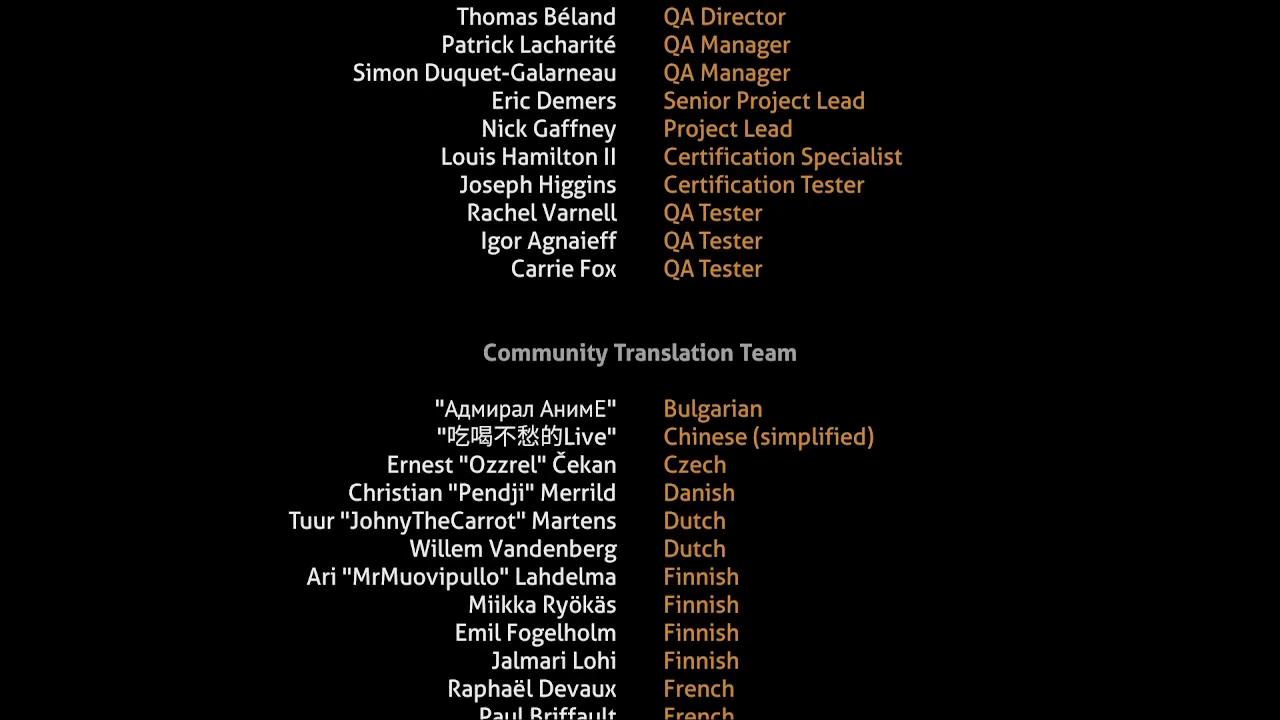 Thomas Béland QA Director
Patrick Lacharité QA Manager
Simon Duquet-Galarneau QA Manager
Eric Demers Senior Project Lead
Nick Gaffney Project Lead
Louis Hamilton II Certification Specialist
Joseph Higgins Certification Tester
Rachel Varnell QA Tester
Igor Agnaieff QA Tester
Carrie Fox QA Tester
Community Translation Team
"Адмирал АнимЕ" Bulgarian
"吃喝不愁的Live" Chinese (simplified)
Ernest "Ozzrel" Čekan Czech
Christian "Pendji" Merrild Danish
Tuur "JohnyTheCarrot" Martens Dutch
Willem Vandenberg Dutch
Ari "MrMuovipullo" Lahdelma Finnish
Miikka Ryökäs Finnish
Emil Fogelholm Finnish
Jalmari Lohi Finnish
Raphaël Devaux French
Paul Briffault French